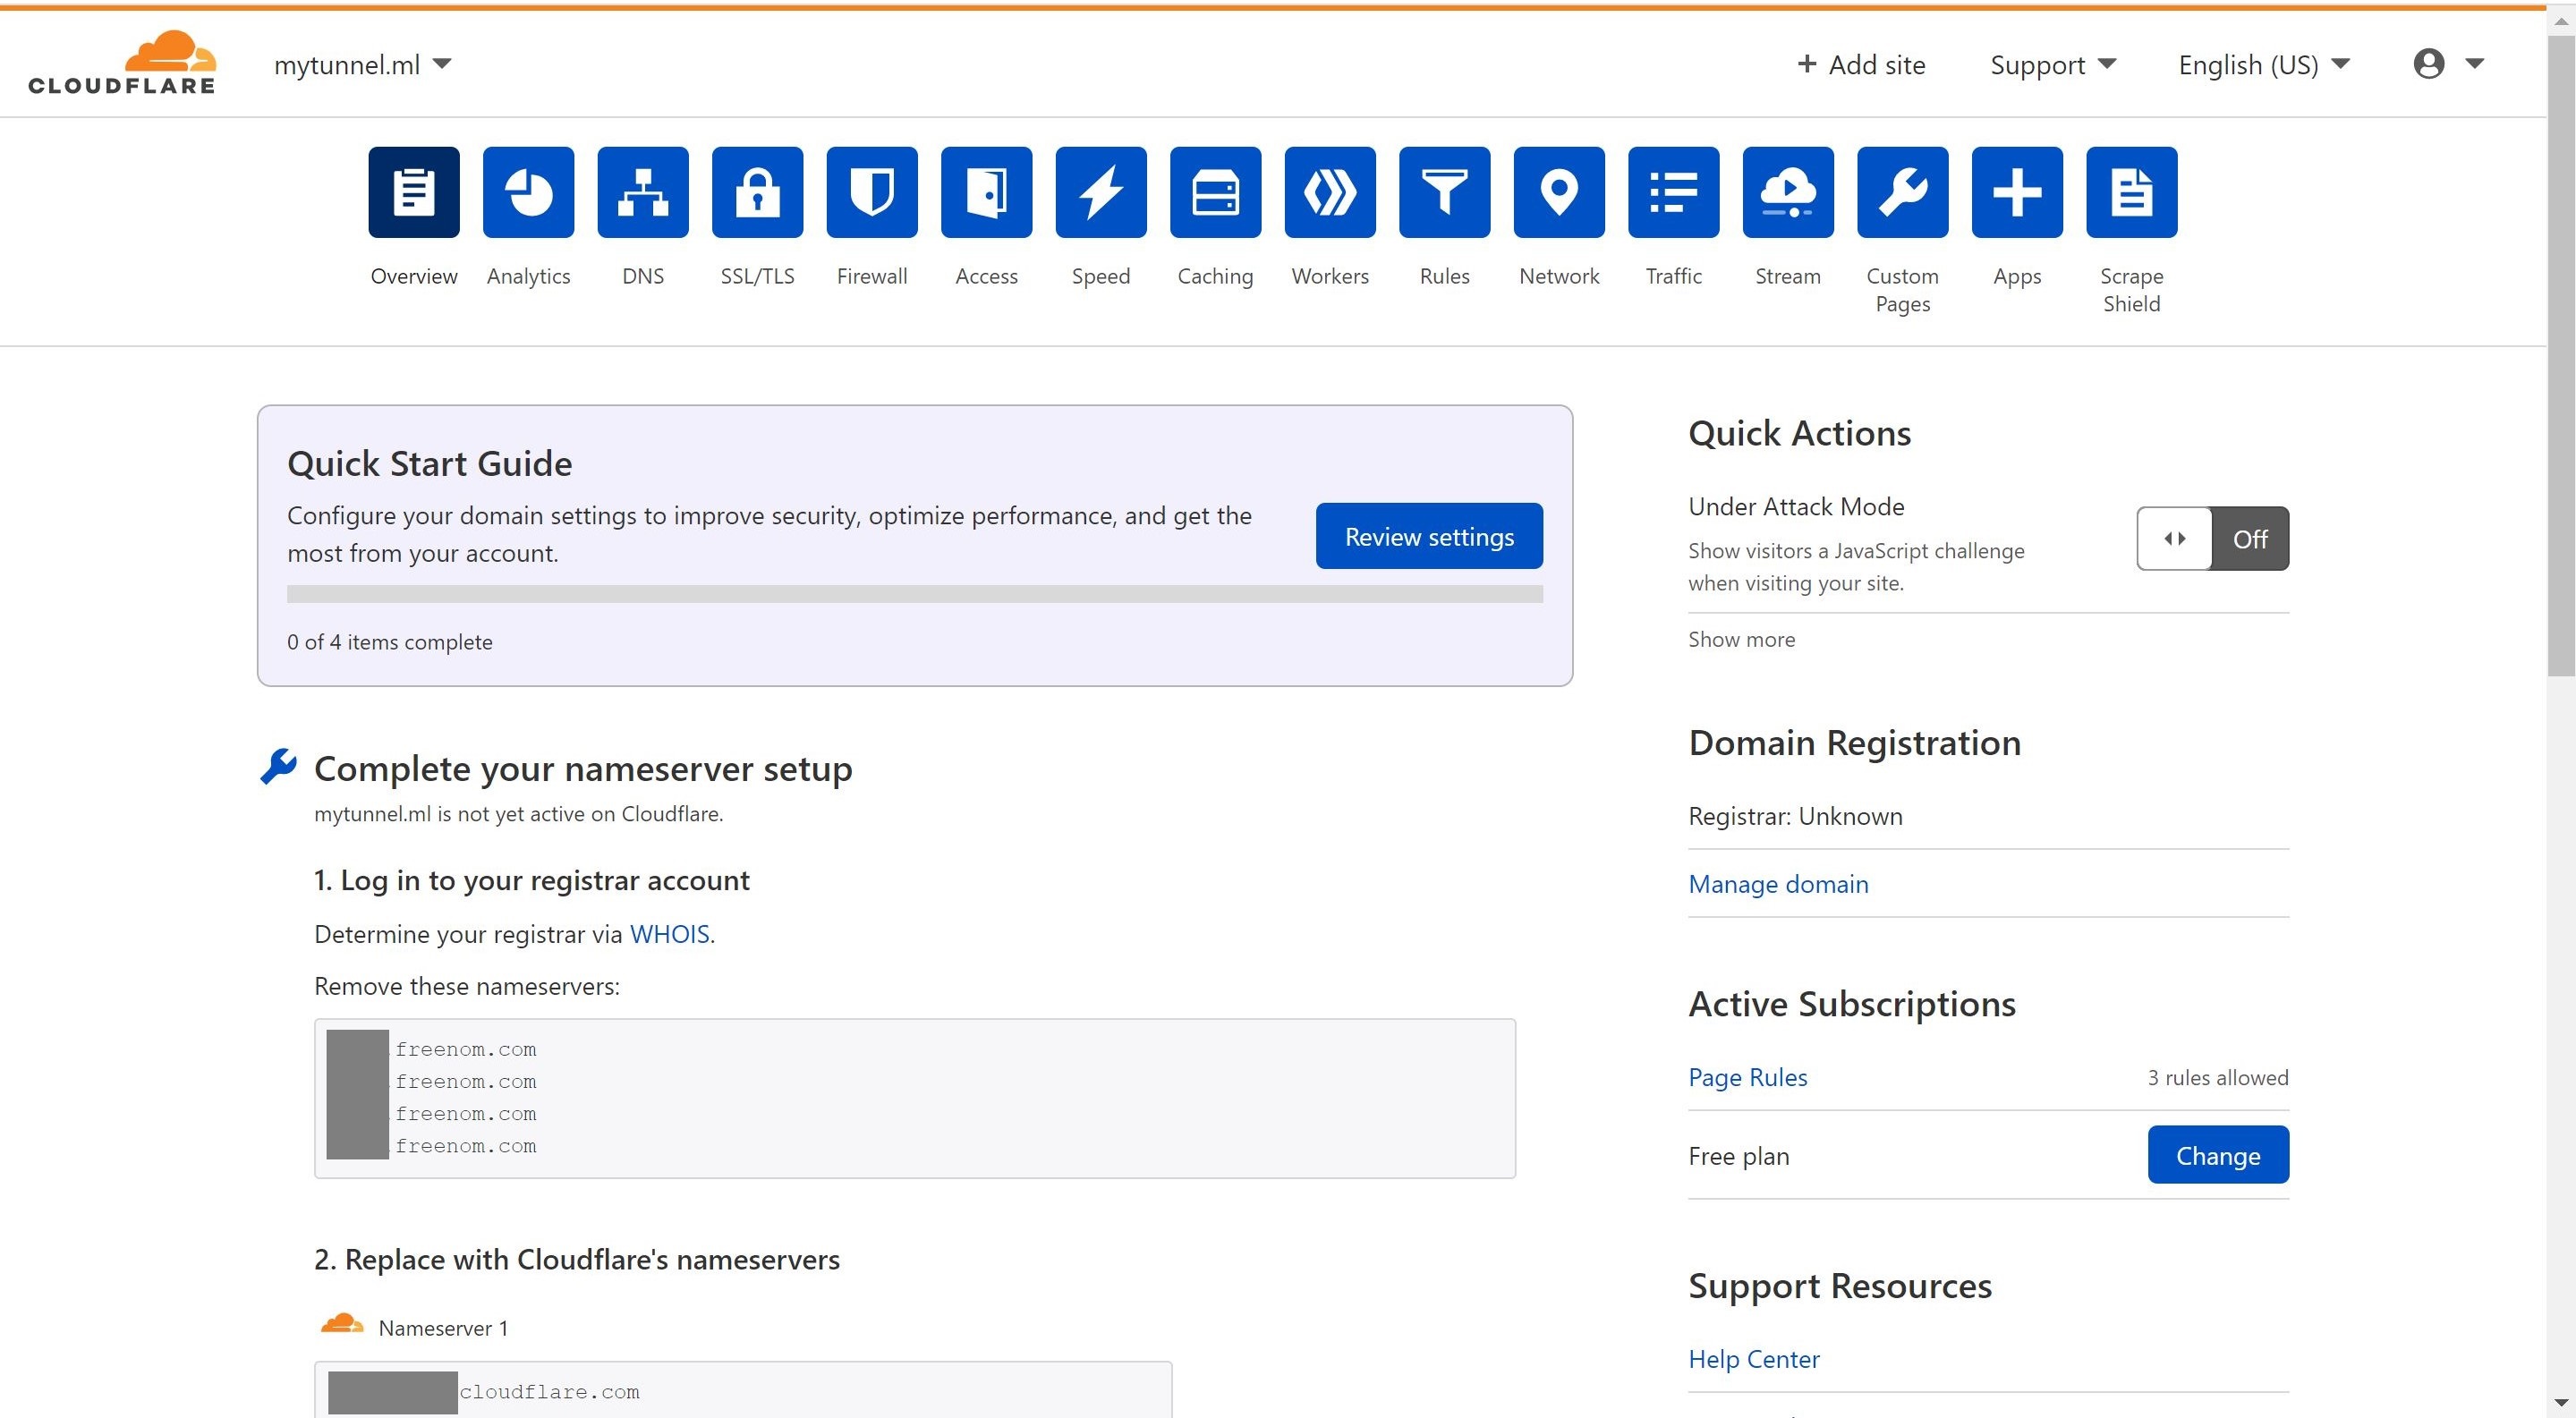 CLOUDFLARE
mytunnel.ml
+ Add site
Support
English (US)
Overview
Analytics
DNS
SSL/TLS
Firewall
Access
Speed
Caching
Workers
Rules
Network
Traffic
Stream
Custom
Pages
Apps
Scrape
Shield
Quick Start Guide
Configure your domain settings to improve security, optimize performance, and get the
most from your account.
Review settings
0 of 4 items complete
Complete your nameserver setup
mytunnel.ml is not yet active on Cloudflare.
1. Log in to your registrar account
Determine your registrar via WHOIS.
Remove these nameservers:
.freenom.com
.freenom.com
.freenom.com
.freenom.com
2. Replace with Cloudflare's nameservers
Nameserver 1
cloudflare.com
Quick Actions
Under Attack Mode
Show visitors a JavaScript challenge
when visiting your site.
Off
Show more
Domain Registration
Registrar: Unknown
Manage domain
Active Subscriptions
Page Rules
3 rules allowed
Free plan
Change
Support Resources
Help Center